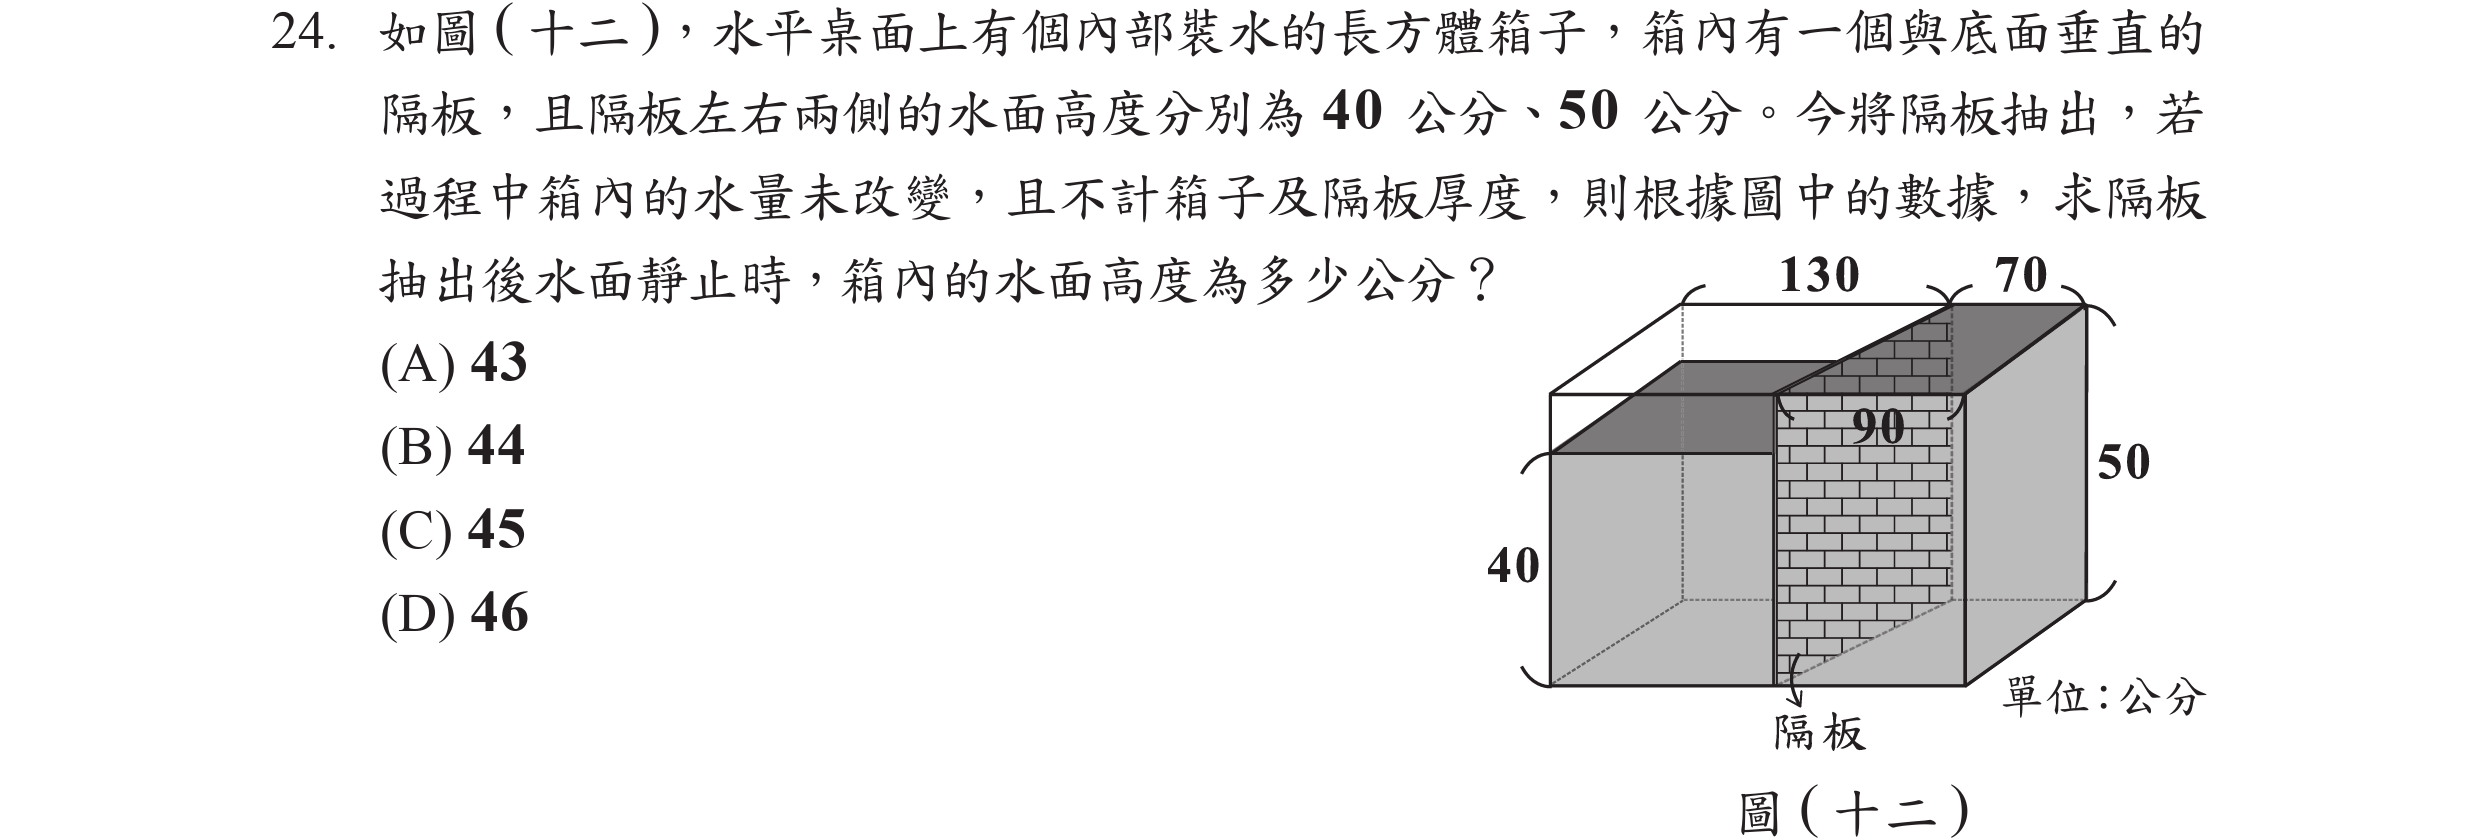 24. 如圖(十二)，水平桌面上有個內部裝水的長方體箱子，箱內有一個與底面垂直的
隔板，且隔板左右兩側的水面高度分別為 40 公分、50 公分。今將隔板抽出，若
過程中箱內的水量未改變，且不計箱子及隔板厚度，則根據圖中的數據，求隔板
抽出後水面靜止時，箱內的水面高度為多少公分？
(A) 43
(B) 44
(C) 45
(D) 46
130
70
90
50
40
單位：公分
隔板
圖(十二)